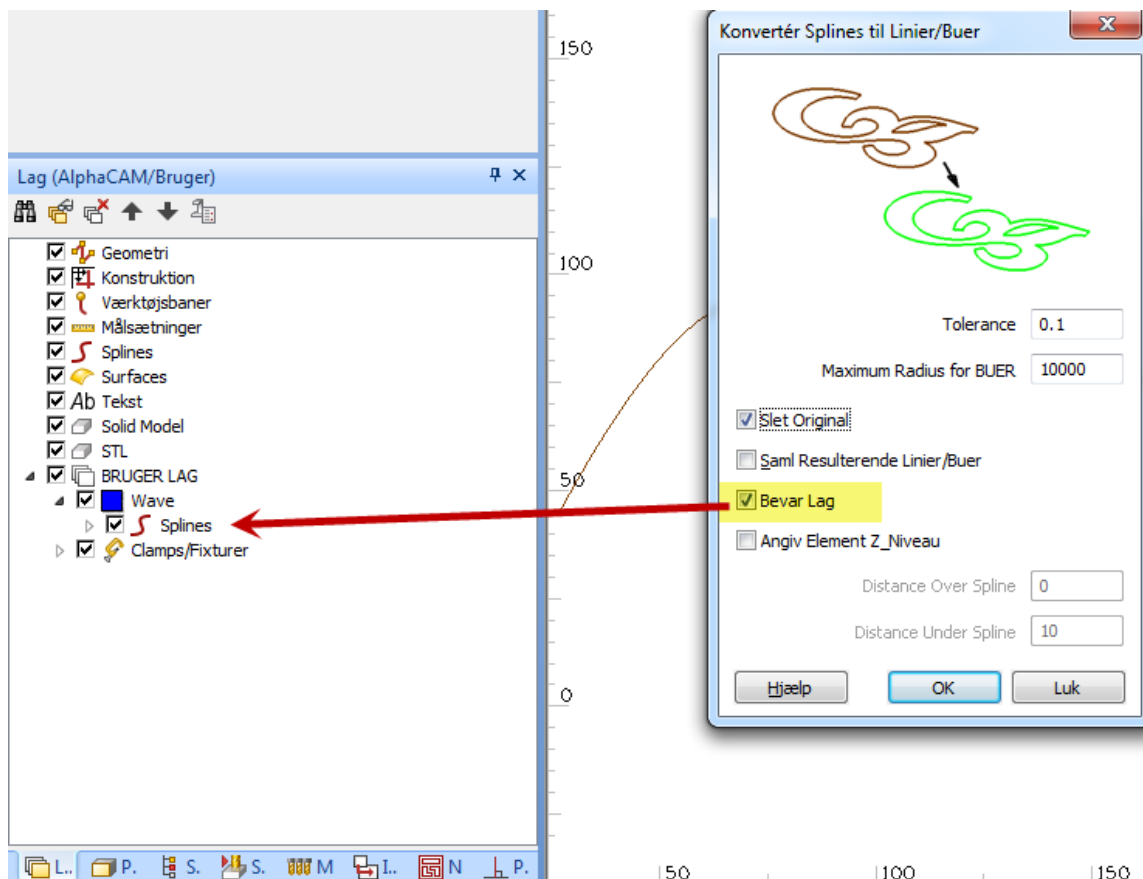 Lag (AlphaCAM/Bruger)
Geometri
Konstruktion
Værktøjsbaner
Målsætninger
Splines
Surfaces
Ab Tekst
Solid Model
STL
BRUGER LAG
Wave
Splines
Clamps/Fixturer
L.. P. S. S. M I.. N P.
150
100
50
0
50 100 150
Konvertér Splines til Linier/Buer
Tolerance 0.1
Maximum Radius for BUER 10000
Slet Original
Saml Resulterende Linier/Buer
Bevar Lag
Angiv Element Z_Niveau
Distance Over Spline 0
Distance Under Spline 10
Hjælp OK Luk